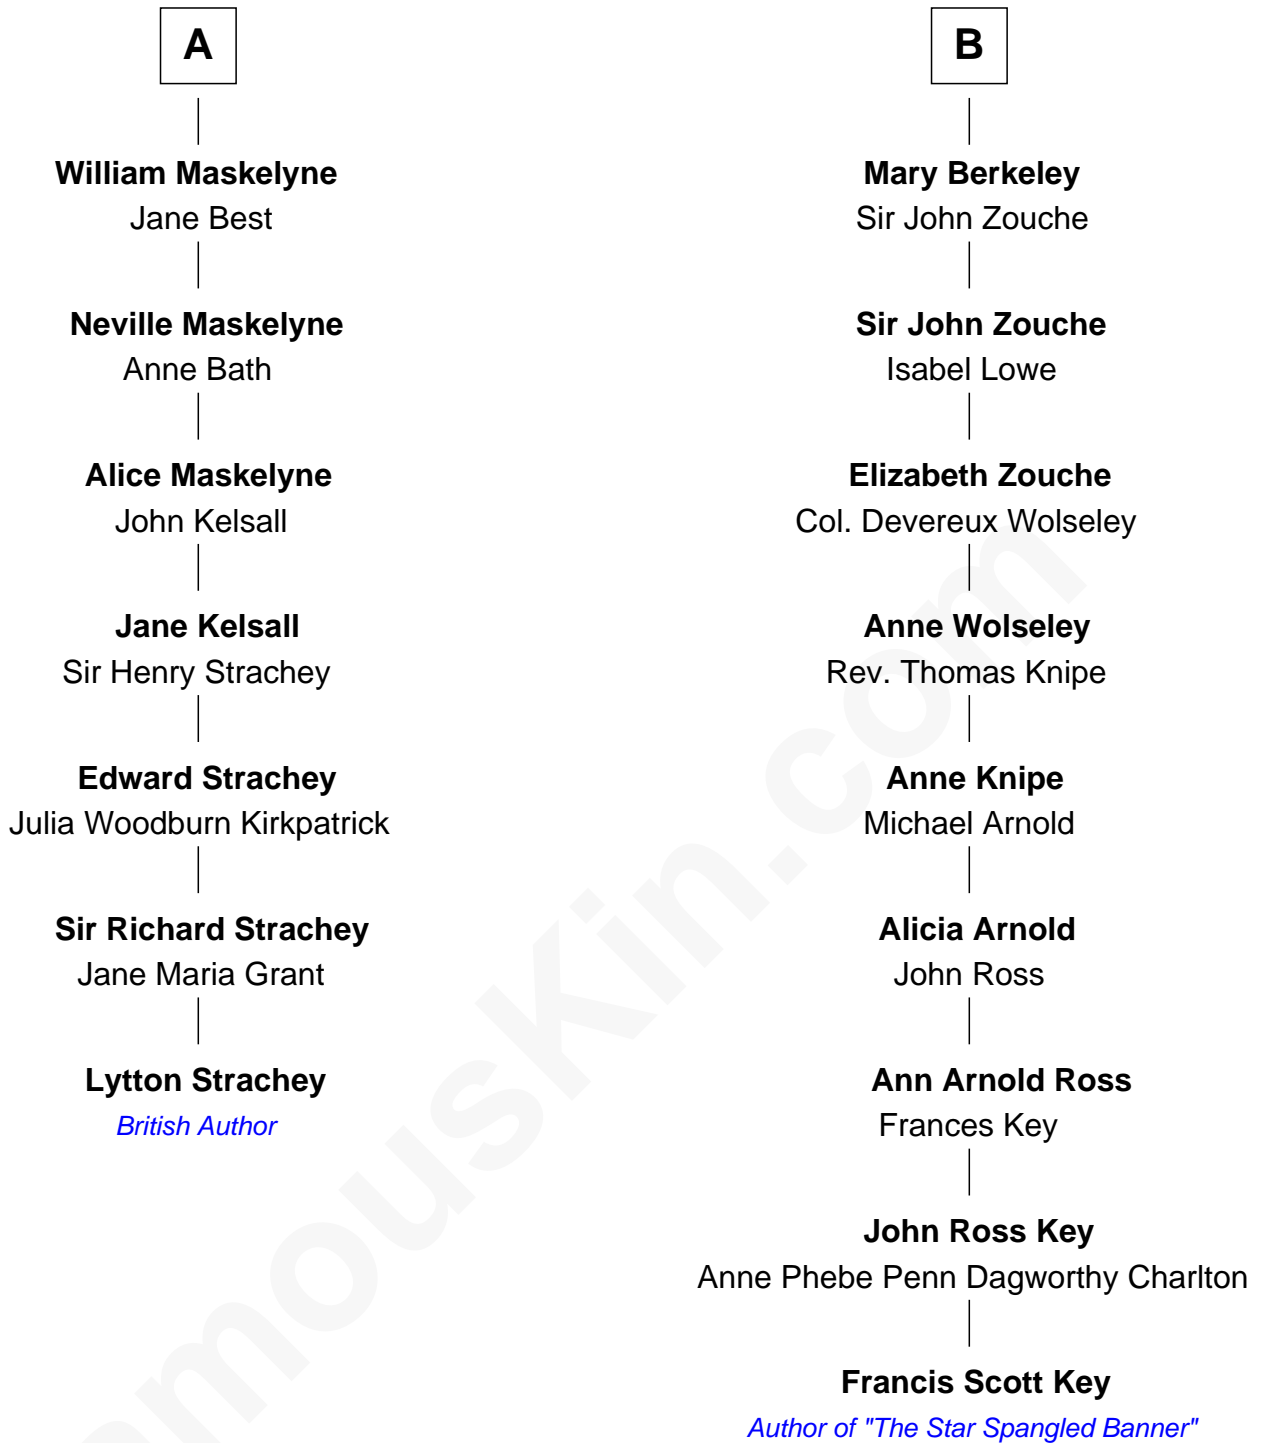 A
William Maskelyne
Jane Best
Neville Maskelyne
Anne Bath
Alice Maskelyne
John Kelsall
Jane Kelsall
Sir Henry Strachey
Edward Strachey
Julia Woodburn Kirkpatrick
Sir Richard Strachey
Jane Maria Grant
Lytton Strachey
British Author
B
Mary Berkeley
Sir John Zouche
Sir John Zouche
Isabel Lowe
Elizabeth Zouche
Col. Devereux Wolseley
Anne Wolseley
Rev. Thomas Knipe
Anne Knipe
Michael Arnold
Alicia Arnold
John Ross
Ann Arnold Ross
Frances Key
John Ross Key
Anne Phebe Penn Dagworthy Charlton
Francis Scott Key
Author of "The Star Spangled Banner"
amouskin.com